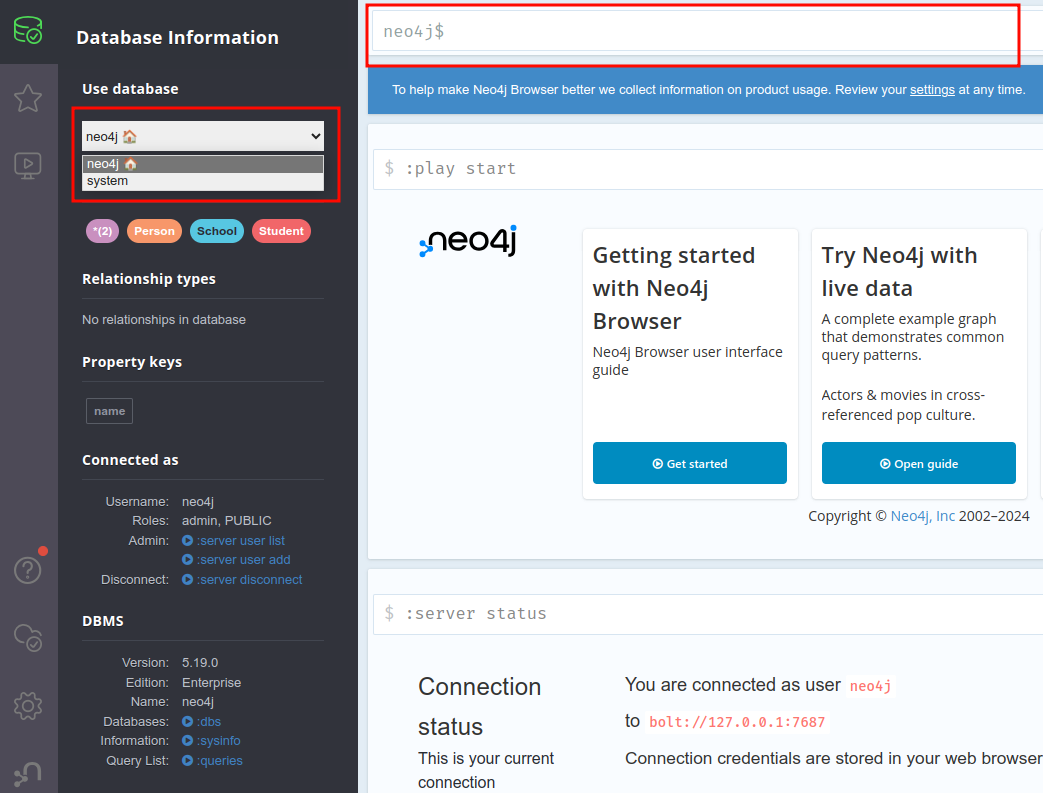 Database Information
Use database
neo4j 🏠
neo4j 🏠
system
*(2) Person School Student
Relationship types
No relationships in database
Property keys
name
Connected as
Username: neo4j
Roles: admin, PUBLIC
Admin: :server user list
:server user add
Disconnect: :server disconnect
DBMS
Version: 5.19.0
Edition: Enterprise
Name: neo4j
Databases: :dbs
Information: :sysinfo
Query List: :queries
neo4j$
To help make Neo4j Browser better we collect information on product usage. Review your settings at any time.
$ :play start
neo4j
Getting started
with Neo4j
Browser
Neo4j Browser user interface
guide
Get started
Try Neo4j with
live data
A complete example graph
that demonstrates common
query patterns.
Actors & movies in cross-
referenced pop culture.
Open guide
Copyright © Neo4j, Inc 2002–2024
$ :server status
Connection
status
This is your current
connection
You are connected as user neo4j
to bolt://127.0.0.1:7687
Connection credentials are stored in your web browser